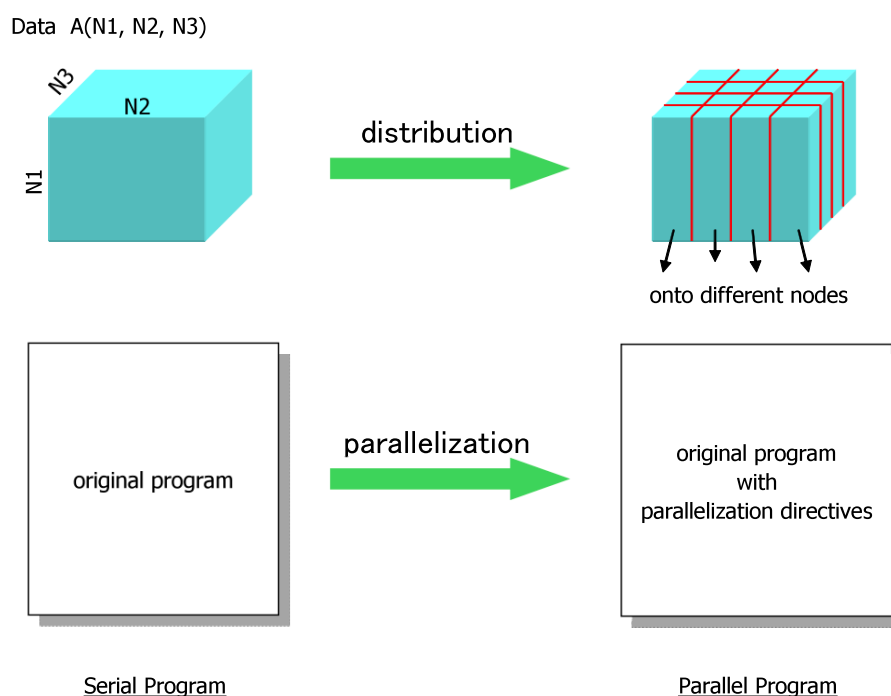 Data A(N1, N2, N3)
N3
N2
N1
distribution
onto different nodes
original program
parallelization
original program
with
parallelization directives
Serial Program
Parallel Program